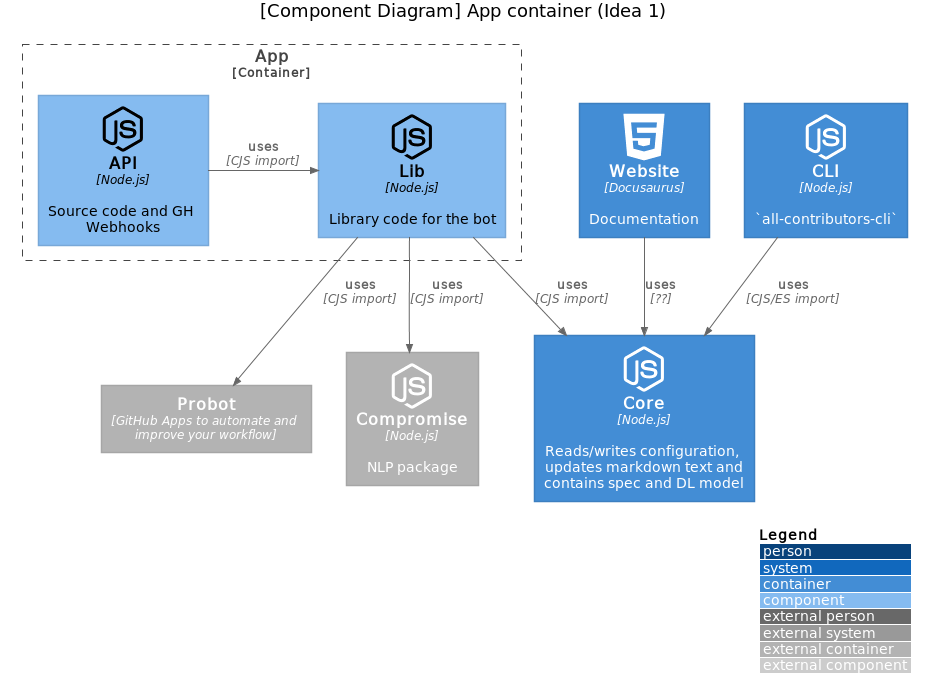 [Component Diagram] App container (Idea 1)
App
[Container]
JS
API
[Node.js]
Source code and GH
Webhooks
uses
[CJS import]
JS
Lib
[Node.js]
Library code for the bot
5
Website
[Docusaurus]
Documentation
JS
CLI
[Node.js]
`all-contributors-cli`
uses
[CJS import]
uses
[CJS import]
uses
[CJS import]
uses
[??]
uses
[CJS/ES import]
Probot
[GitHub Apps to automate and
improve your workflow]
JS
Compromise
[Node.js]
NLP package
JS
Core
[Node.js]
Reads/writes configuration,
updates markdown text and
contains spec and DL model
Legend
person
system
container
component
external person
external system
external container
external component